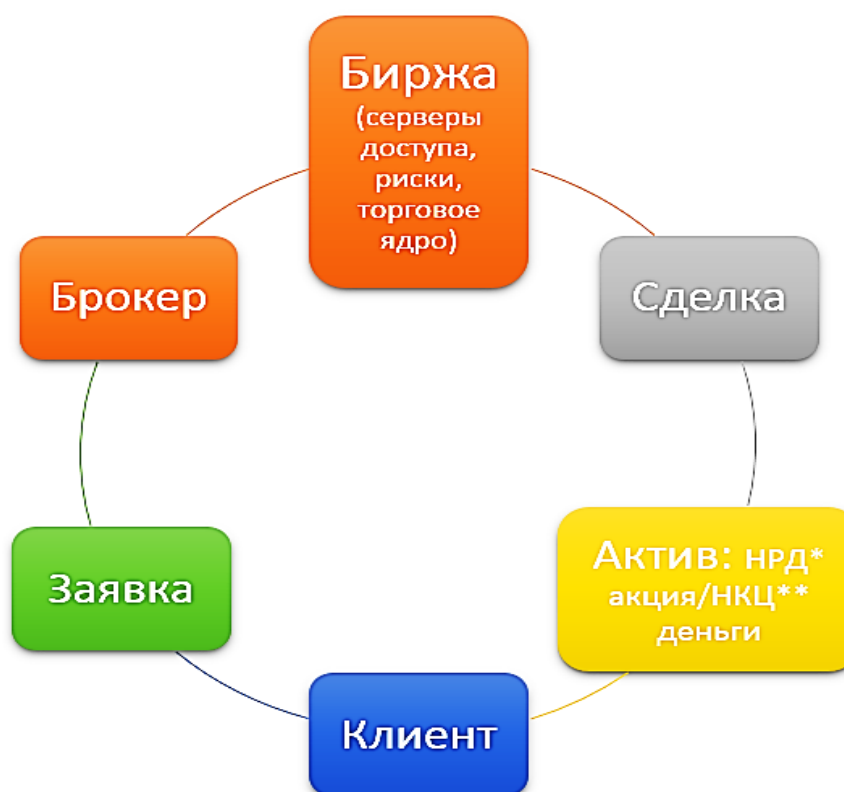 Биржа
(серверы
доступа,
риски,
торговое
ядро)
Брокер
Сделка
Заявка
Актив: НРД*
акция/НКЦ**
деньги
Клиент